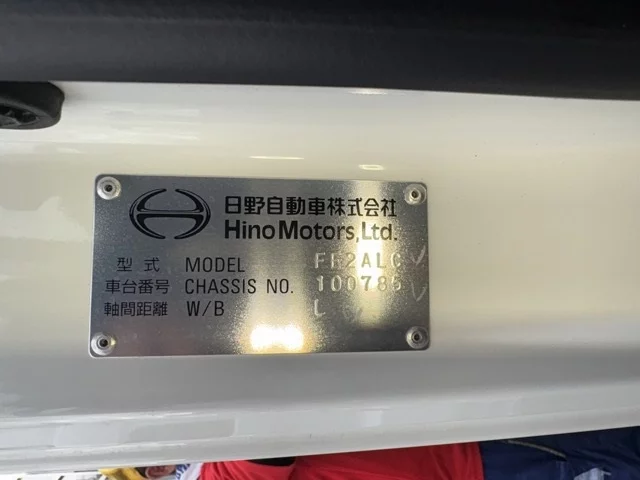 日野自動車株式会社
Hino Motors, Ltd.
型式 MODEL
車台番号 CHASSIS NO. 100786
軸間距離 W/B L